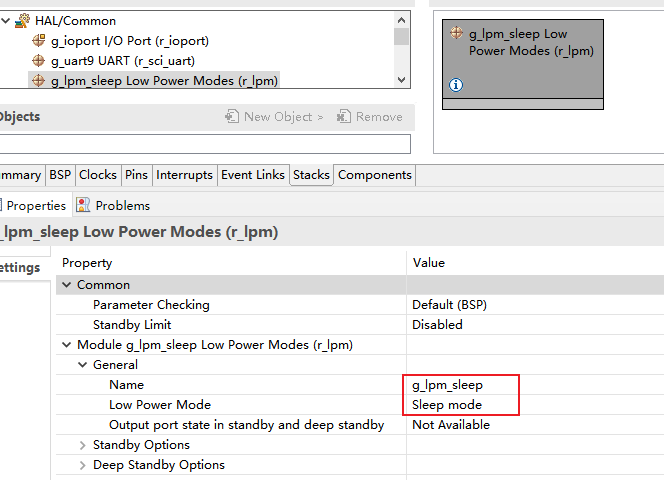 HAL/Common
g_ioport I/O Port (r_ioport)
g_uart9 UART (r_sci_uart)
g_lpm_sleep Low Power Modes (r_lpm)
g_lpm_sleep Low
Power Modes (r_lpm)
Objects
New Object >
Remove
mmary BSP Clocks Pins Interrupts Event Links Stacks Components
Properties Problems
_lpm_sleep Low Power Modes (r_lpm)
ettings
Property Value
Common
Parameter Checking Default (BSP)
Standby Limit Disabled
Module g_lpm_sleep Low Power Modes (r_lpm)
General
Name g_lpm_sleep
Low Power Mode Sleep mode
Output port state in standby and deep standby Not Available
Standby Options
Deep Standby Options